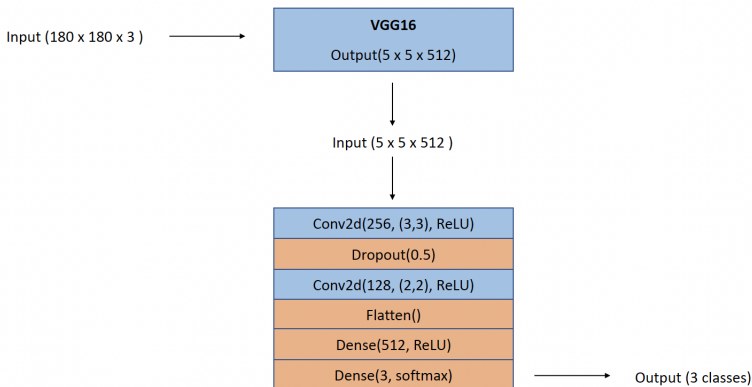 Input (180 x 180 x 3 )
VGG16
Output(5 x 5 x 512)
Input (5 x 5 x 512 )
Conv2d(256, (3,3), ReLU)
Dropout(0.5)
Conv2d(128, (2,2), ReLU)
Flatten()
Dense(512, ReLU)
Dense(3, softmax)
Output (3 classes)